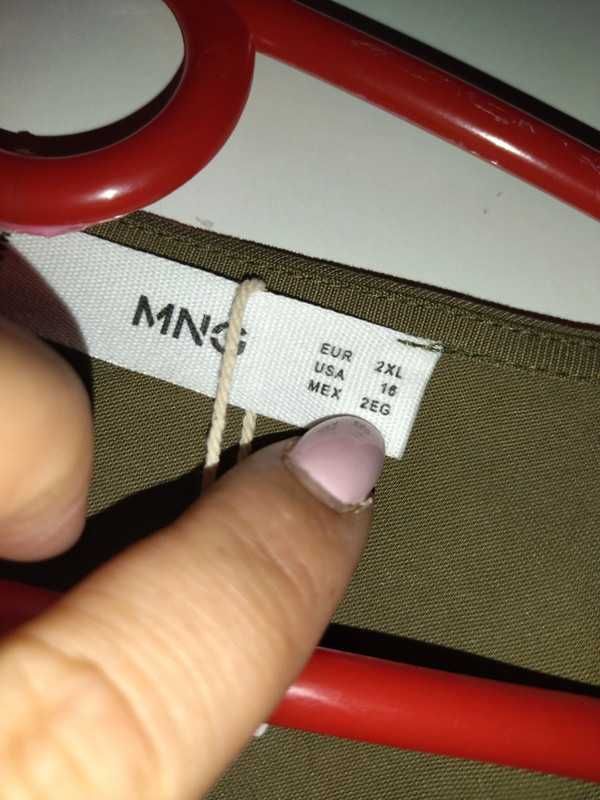 MNG
EUR 2XL
USA 16
MEX 2EG